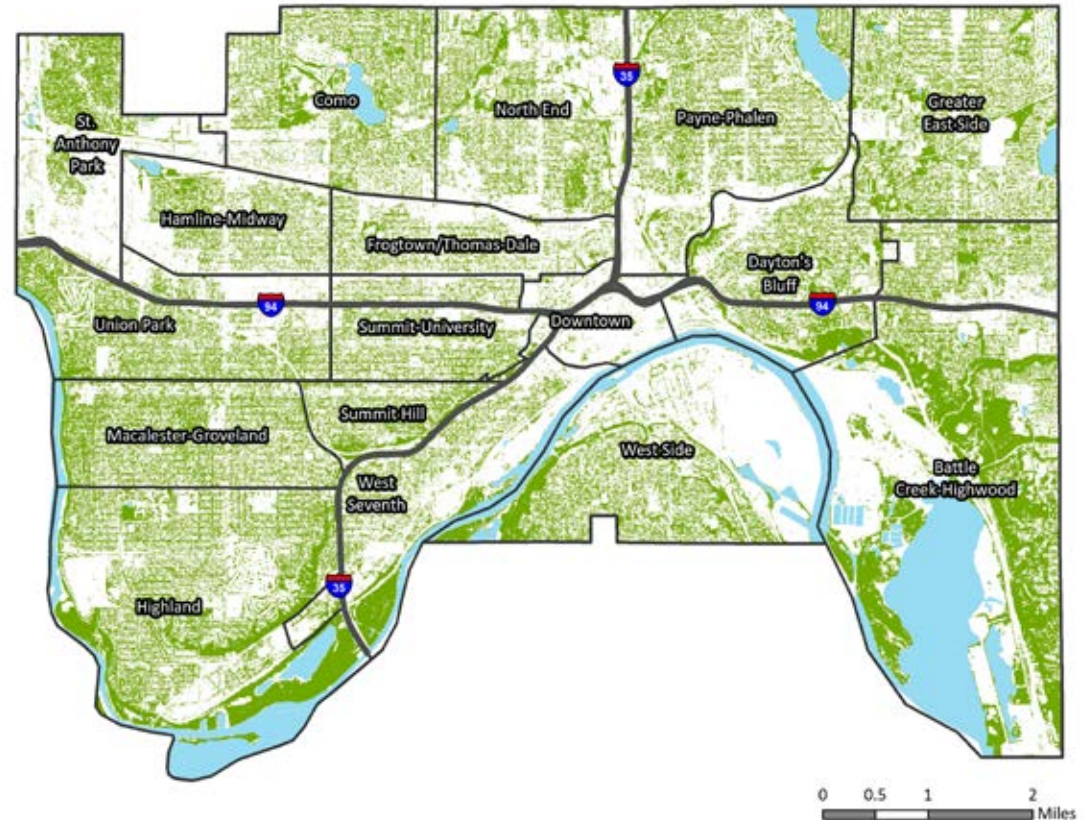 35
Como
North End
Payne-Phalen
Greater
East-Side
St.
Anthony
Park
Hamline-Midway
Frogtown/Thomas-Dale
Dayton's
Bluff
94
94
Union Park
Summit-University
Downtown
Macalester-Groveland
Summit Hill
West Side
West
Seventh
Battle
Creek-Highwood
35
Highland
0 0.5 1 2
Miles